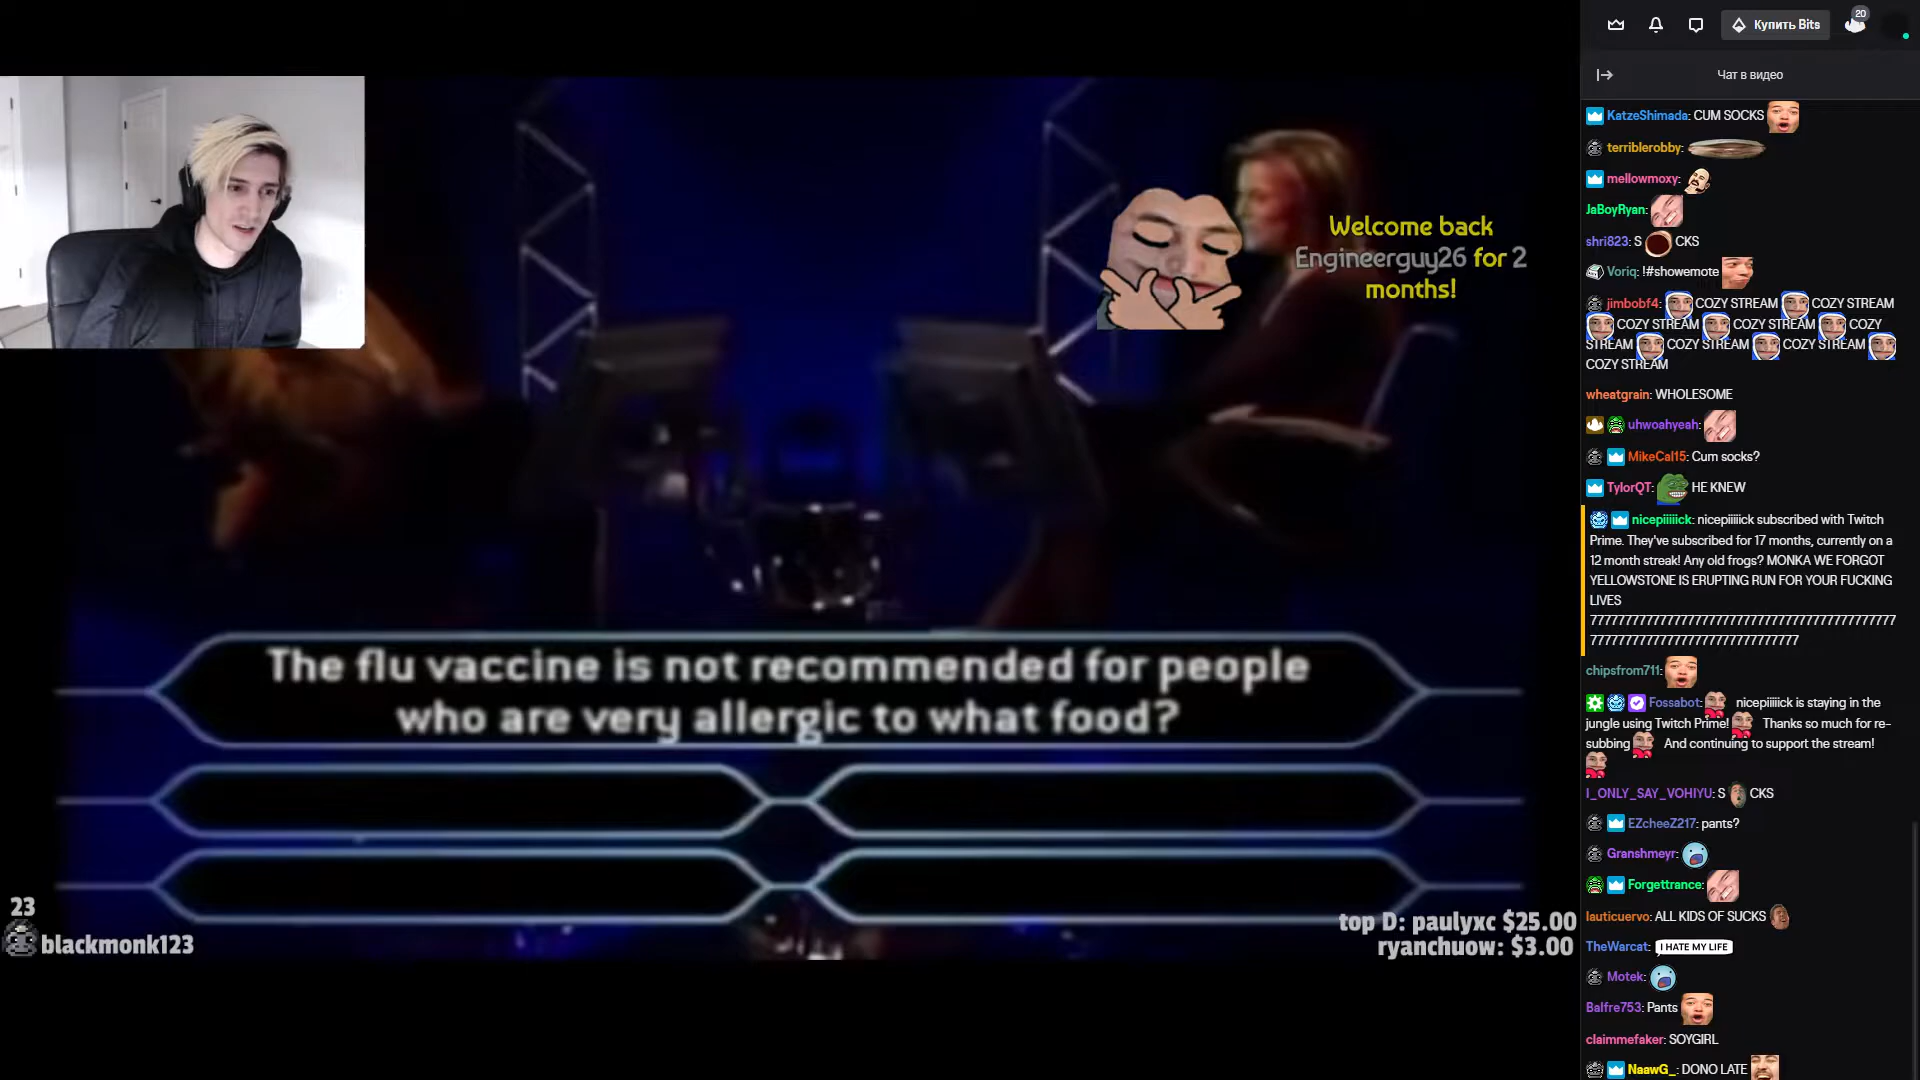 20
Купить Bits
Чат в видео
KatzeShimada: CUM SOCKS
terriblerobby:
mellowmoxy:
JaBoyRyan:
shri823: S CKS
Voriq: !#showemote
jimbobf4: COZY STREAM COZY STREAM
COZY STREAM COZY STREAM COZY
STREAM COZY STREAM COZY STREAM
COZY STREAM
wheatgrain: WHOLESOME
uhwoahyeah:
MikeCal15: Cum socks?
TylorQT: HE KNEW
nicepiiiiick: nicepiiiiick subscribed with Twitch
Prime. They've subscribed for 17 months, currently on a
12 month streak! Any old frogs? MONKA WE FORGOT
YELLOWSTONE IS ERUPTING RUN FOR YOUR FUCKING
LIVES
chipsfrom711:
Fossabot: nicepiiiiick is staying in the
jungle using Twitch Prime! Thanks so much for re-
subbing And continuing to support the stream!
I_ONLY_SAY_VOHIYU: S CKS
EZcheeZ217: pants?
Granshmeyr:
Forgettrance:
lauticuervo: ALL KIDS OF SUCKS
TheWarcat: I HATE MY LIFE
Motek:
Balfre753: Pants
claimmefaker: SOYGIRL
NaawG_: DONO LATE
Welcome back
Engineerguy26 for 2
months!
The flu vaccine is not recommended for people
who are very allergic to what food?
23
blackmonk123
top D: paulyxc $25.00
ryanchuow: $3.00